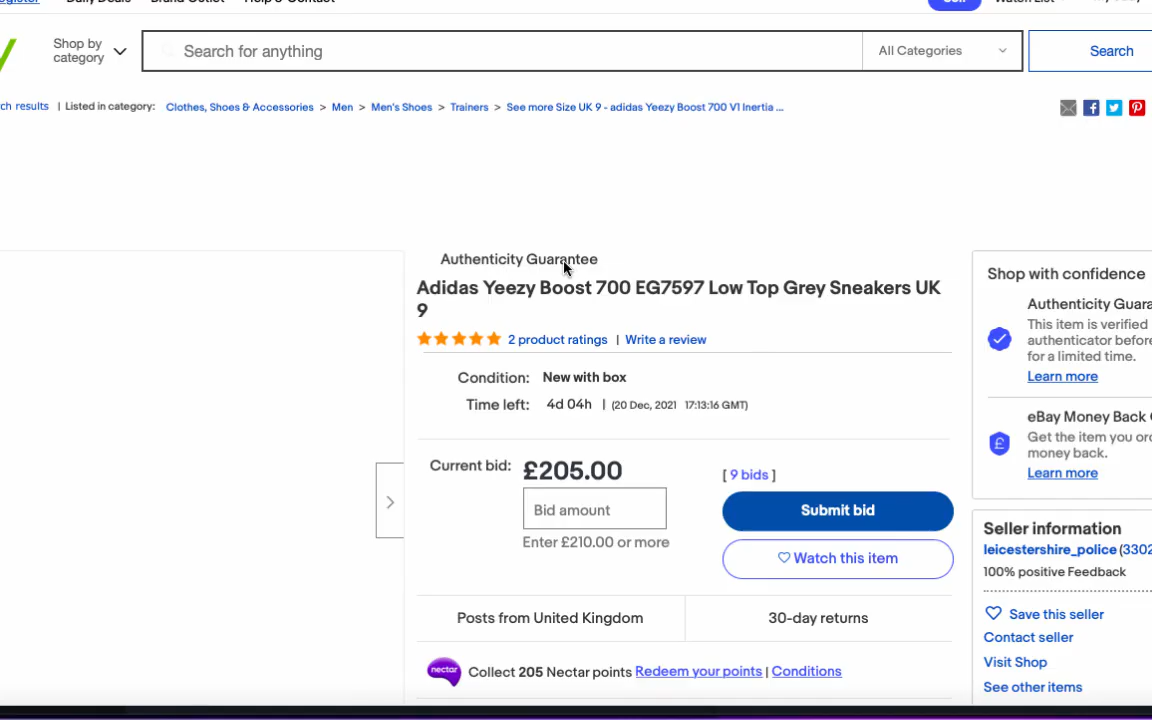 Shop by
category
Search for anything
All Categories
Search
ch results | Listed in category: Clothes, Shoes & Accessories > Men > Men's Shoes > Trainers > See more Size UK 9 - adidas Yeezy Boost 700 V1 Inertia ...
Authenticity Guarantee
Adidas Yeezy Boost 700 EG7597 Low Top Grey Sneakers UK
9
2 product ratings | Write a review
Condition: New with box
Time left: 4d 04h | (20 Dec, 2021 17:13:16 GMT)
Current bid: £205.00
[ 9 bids ]
Bid amount
Submit bid
Enter £210.00 or more
Watch this item
Posts from United Kingdom
30-day returns
nectar
Collect 205 Nectar points Redeem your points | Conditions
Shop with confidence
Authenticity Guara
This item is verified
authenticator before
for a limited time.
Learn more
eBay Money Back
Get the item you or
money back.
Learn more
Seller information
leicestershire_police (3302
100% positive Feedback
Save this seller
Contact seller
Visit Shop
See other items